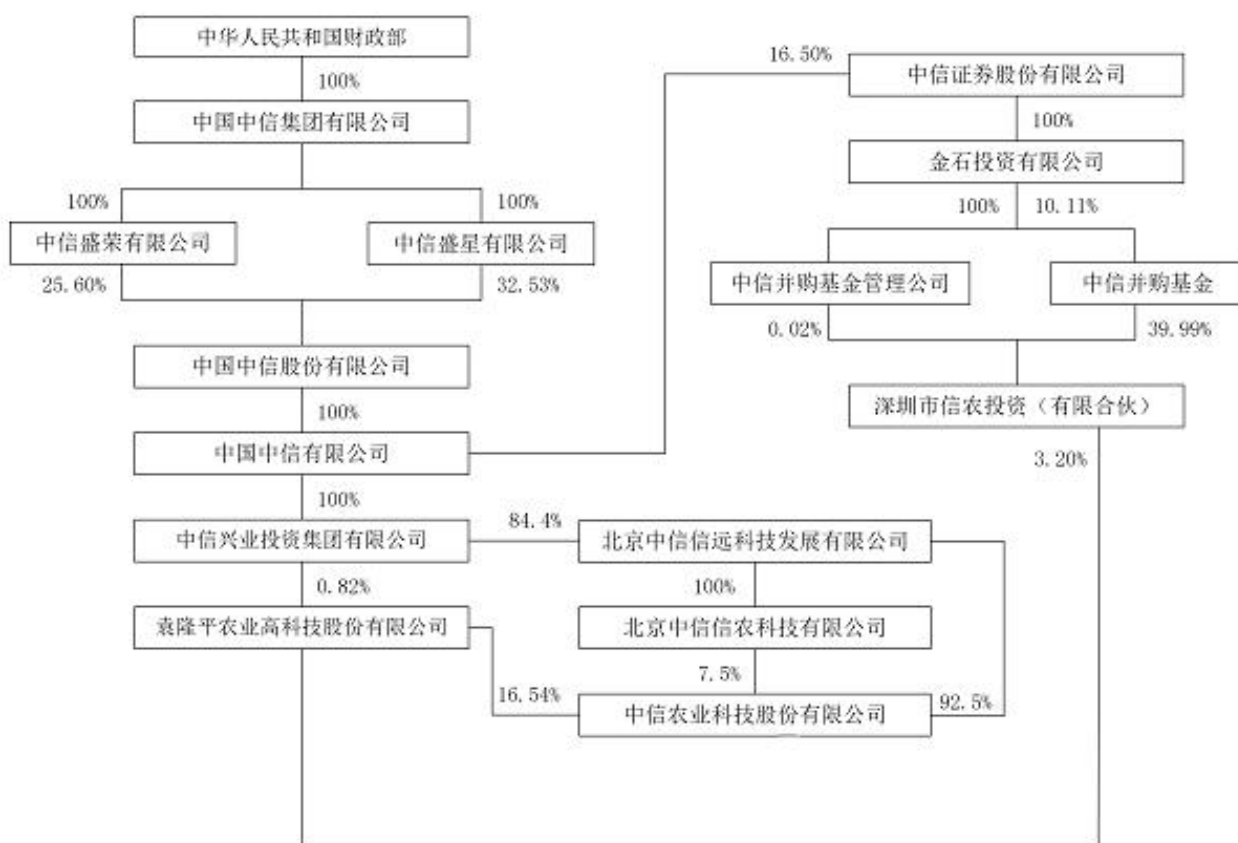 中华人民共和国财政部
100%
中国中信集团有限公司
100%
100%
中信盛荣有限公司
中信盛星有限公司
25.60%
32.53%
中国中信股份有限公司
100%
中国中信有限公司
100%
中信兴业投资集团有限公司
0.82%
袁隆平农业高科技股份有限公司
16.50%
中信证券股份有限公司
100%
金石投资有限公司
100%
10.11%
中信并购基金管理公司
中信并购基金
0.02%
39.99%
深圳市信农投资（有限合伙）
3.20%
84.4%
北京中信信远科技发展有限公司
100%
北京中信信农科技有限公司
7.5%
16.54%
中信农业科技股份有限公司
92.5%